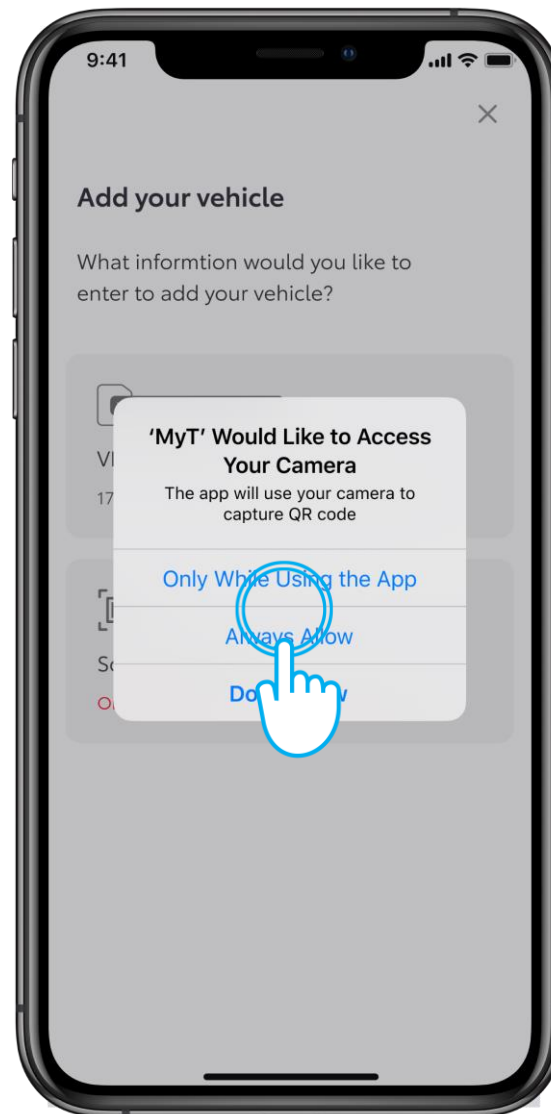 9:41
Add your vehicle
What informtion would you like to
enter to add your vehicle?
'MyT' Would Like to Access
Your Camera
The app will use your camera to
capture QR code
Only While Using the App
Always Allow